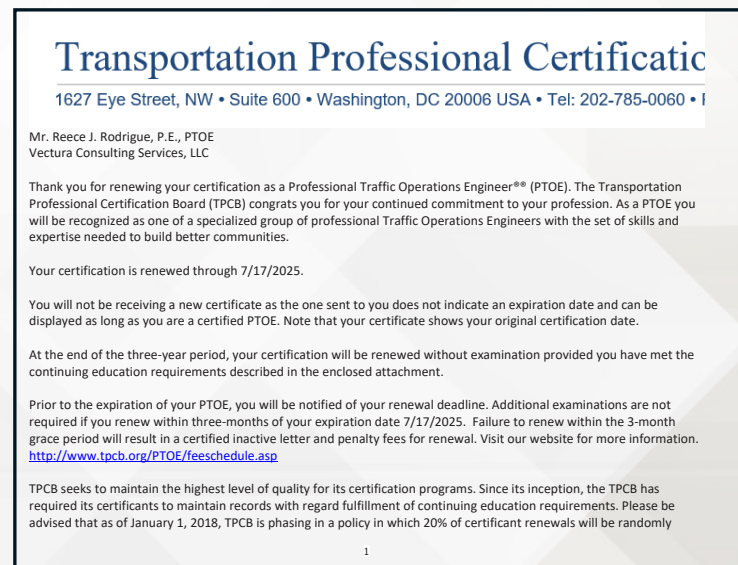 Transportation Professional Certificatio
1627 Eye Street, NW • Suite 600 • Washington, DC 20006 USA • Tel: 202-785-0060 •
Mr. Reece J. Rodrigue, P.E., PTOE
Vectura Consulting Services, LLC
Thank you for renewing your certification as a Professional Traffic Operations Engineer®® (PTOE). The Transportation
Professional Certification Board (TPCB) congrats you for your continued commitment to your profession. As a PTOE you
will be recognized as one of a specialized group of professional Traffic Operations Engineers with the set of skills and
expertise needed to build better communities.
Your certification is renewed through 7/17/2025.
You will not be receiving a new certificate as the one sent to you does not indicate an expiration date and can be
displayed as long as you are a certified PTOE. Note that your certificate shows your original certification date.
At the end of the three-year period, your certification will be renewed without examination provided you have met the
continuing education requirements described in the enclosed attachment.
Prior to the expiration of your PTOE, you will be notified of your renewal deadline. Additional examinations are not
required if you renew within three-months of your expiration date 7/17/2025. Failure to renew within the 3-month
grace period will result in a certified inactive letter and penalty fees for renewal. Visit our website for more information.
http://www.tpcb.org/PTOE/feeschedule.asp
TPCB seeks to maintain the highest level of quality for its certification programs. Since its inception, the TPCB has
required its certificants to maintain records with regard fulfillment of continuing education requirements. Please be
advised that as of January 1, 2018, TPCB is phasing in a policy in which 20% of certificant renewals will be randomly
1